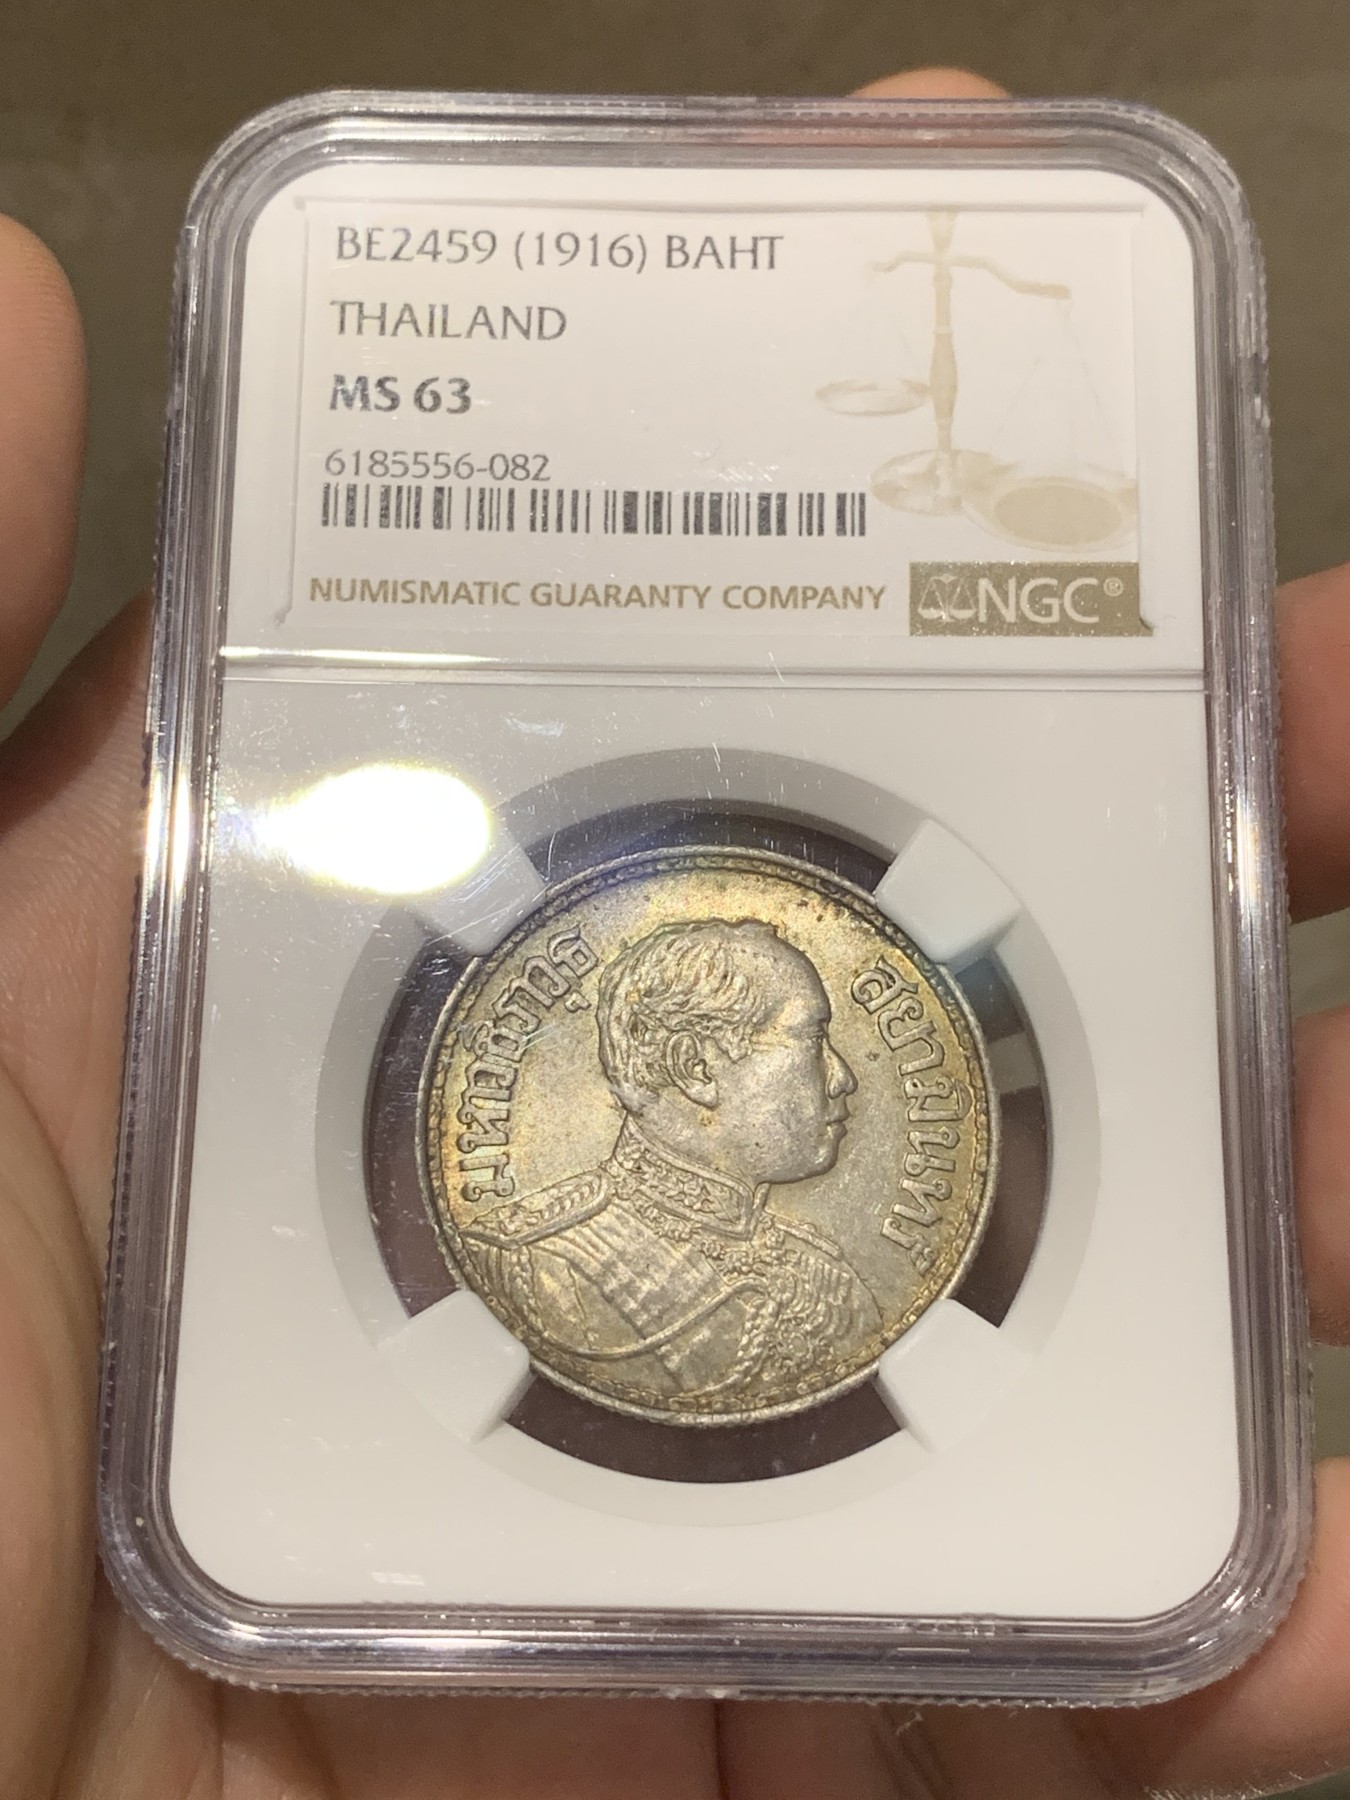 BE2459 (1916) BAHT
THAILAND
MS 63
6185556-082
NUMISMATIC GUARANTY COMPANY NGC®
มหาวชิราวุธ
สยามินทร์